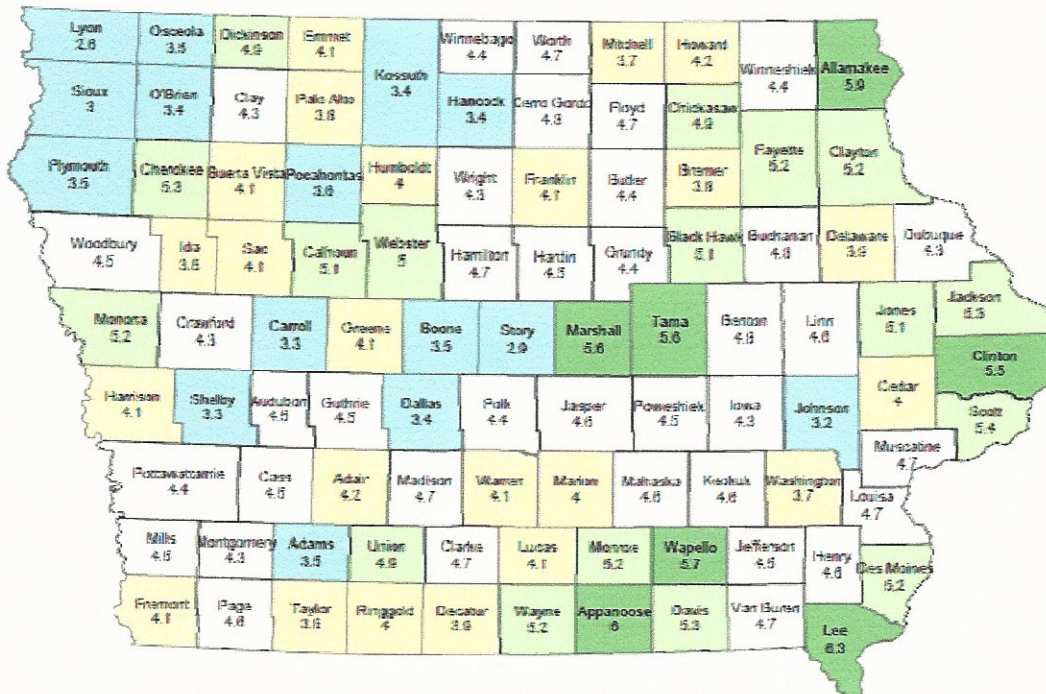 Lyon
2.6
Osceola
3.5
Dickinson
4.9
Emmet
4.1
Kossuth
3.4
Winnebago
4.4
Worth
4.7
Mitchell
3.7
Howard
4.2
Winneshiek
4.4
Allamakee
5.9
Sioux
3
O'Brien
3.4
Clay
4.3
Palo Alto
3.8
Hancock
3.4
Cerro Gordo
4.8
Floyd
4.7
Chickasaw
4.9
Fayette
5.2
Clayton
5.2
Plymouth
3.5
Cherokee
5.3
Buena Vista
4.1
Pocahontas
3.6
Humboldt
4
Wright
4.3
Franklin
4.1
Butler
4.4
Bremer
3.8
Woodbury
4.5
Ida
Sac
4.1
Calhoun
5.1
Webster
5
Hamilton
4.7
Hardin
4.5
Grundy
4.4
Black Hawk
5.1
Buchanan
4.8
Delaware
3.9
Dubuque
4.3
Monona
5.2
Crawford
4.3
Carroll
3.3
Greene
4.1
Boone
3.5
Story
2.9
Marshall
5.6
Tama
5.6
Benton
4.8
Linn
4.6
Jones
5.1
Jackson
5.3
Clinton
5.5
Harrison
4.1
Shelby
3.3
Audubon
4.5
Guthrie
4.5
Dallas
3.4
Polk
4.4
Jasper
4.6
Poweshiek
4.5
Iowa
4.3
Johnson
3.2
Cedar
4
Scott
5.4
Muscatine
4.7
Pottawattamie
4.4
Cass
4.5
Adair
4.2
Madison
4.7
Warren
4.1
Marion
4
Mahaska
4.6
Keokuk
4.6
Washington
3.7
Louisa
4.7
Mills
4.5
Montgomery
4.3
Adams
3.5
Union
4.9
Clarke
4.7
Lucas
4.1
Monroe
5.2
Wapello
5.7
Jefferson
4.5
Henry
4.6
Des Moines
5.2
Fremont
4.1
Page
4.6
Taylor
Ringgold
4
Decatur
3.9
Wayne
5.2
Appanoose
6
Davis
5.3
Van Buren
4.7
Lee
6.3